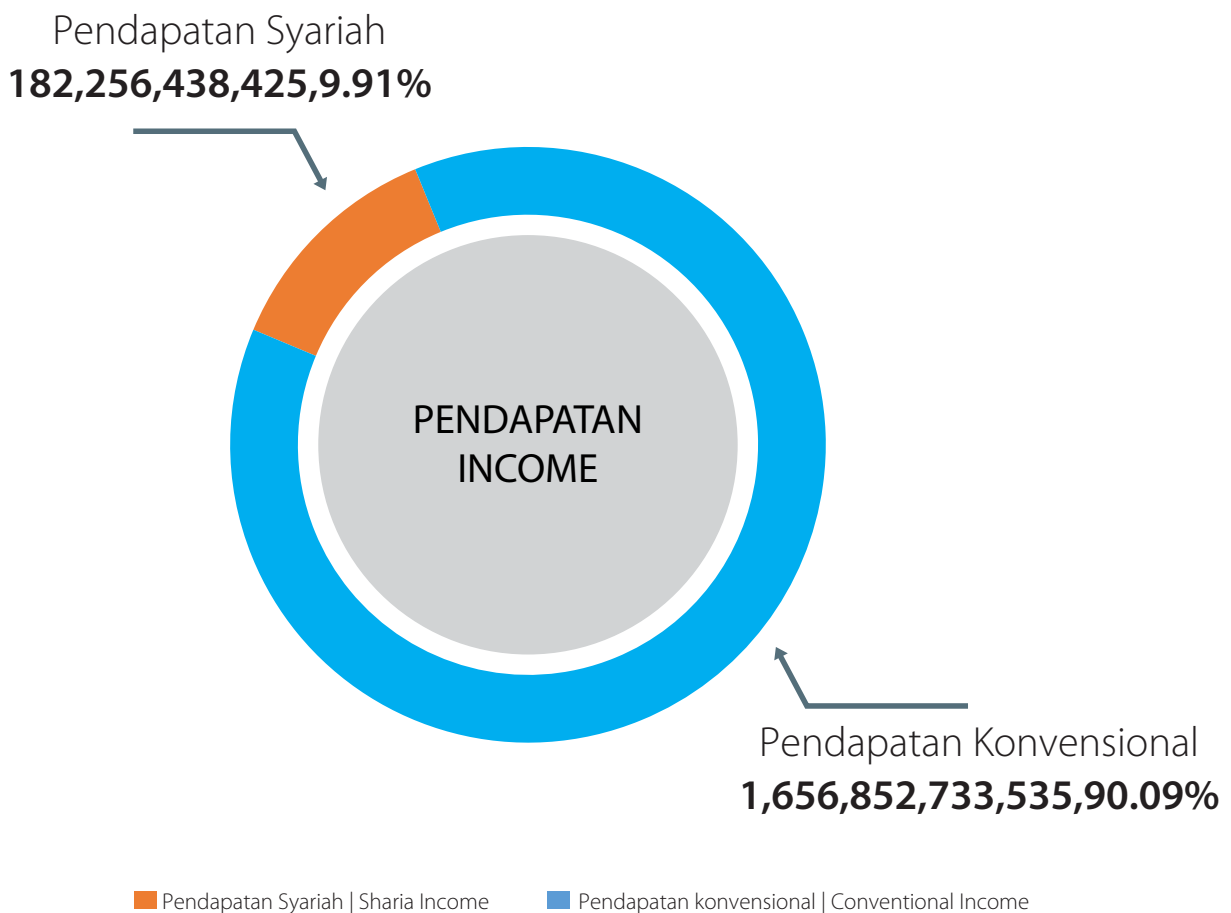 Pendapatan Syariah
182,256,438,425,9.91%
PENDAPATAN
INCOME
Pendapatan Konvensional
1,656,852,733,535,90.09%
Pendapatan Syariah | Sharia Income
Pendapatan konvensional | Conventional Income